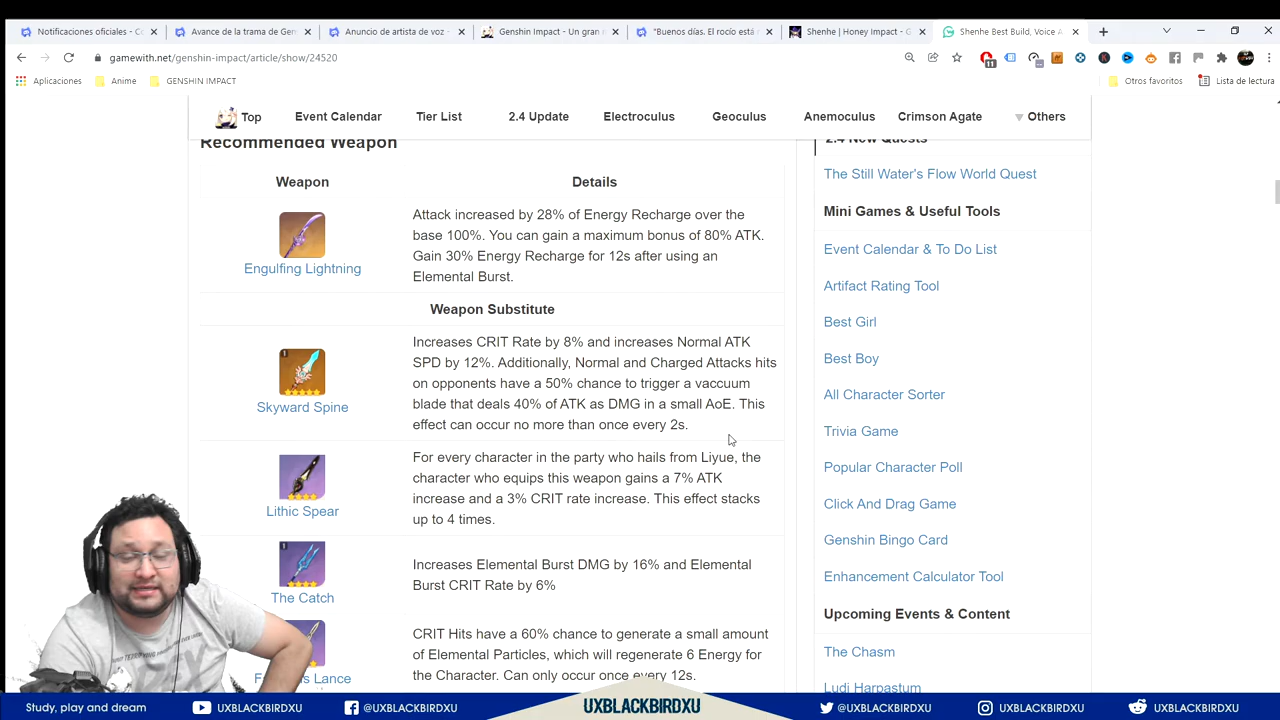 Notificaciones oficiales - Co
Avance de la trama de Gen
Anuncio de artista de voz -
Genshin Impact - Un gran m
"Buenos días. El rocío está
Shenhe | Honey Impact - G
Shenhe Best Build, Voice A
gamewith.net/genshin-impact/article/show/24520
Aplicaciones
Anime
GENSHIN IMPACT
Otros favoritos
Lista de lectura
Top
Event Calendar
Tier List
2.4 Update
Electroculus
Geoculus
Anemoculus
Crimson Agate
Others
Recommended Weapon
Weapon
Details
Engulfing Lightning
Attack increased by 28% of Energy Recharge over the
base 100%. You can gain a maximum bonus of 80% ATK.
Gain 30% Energy Recharge for 12s after using an
Elemental Burst.
Weapon Substitute
Skyward Spine
Increases CRIT Rate by 8% and increases Normal ATK
SPD by 12%. Additionally, Normal and Charged Attacks hits
on opponents have a 50% chance to trigger a vaccuum
blade that deals 40% of ATK as DMG in a small AoE. This
effect can occur no more than once every 2s.
Lithic Spear
For every character in the party who hails from Liyue, the
character who equips this weapon gains a 7% ATK
increase and a 3% CRIT rate increase. This effect stacks
up to 4 times.
The Catch
Increases Elemental Burst DMG by 16% and Elemental
Burst CRIT Rate by 6%
Lance
CRIT Hits have a 60% chance to generate a small amount
of Elemental Particles, which will regenerate 6 Energy for
the Character. Can only occur once every 12s.
2.4 New Quests
The Still Water's Flow World Quest
Mini Games & Useful Tools
Event Calendar & To Do List
Artifact Rating Tool
Best Girl
Best Boy
All Character Sorter
Trivia Game
Popular Character Poll
Click And Drag Game
Genshin Bingo Card
Enhancement Calculator Tool
Upcoming Events & Content
The Chasm
Ludi Harpastum
Study, play and dream
UXBLACKBIRDXU
@UXBLACKBIRDXU
UXBLACKBIRDXU
@UXBLACKBIRDXU
UXBLACKBIRDXU
UXBLACKBIRDXU